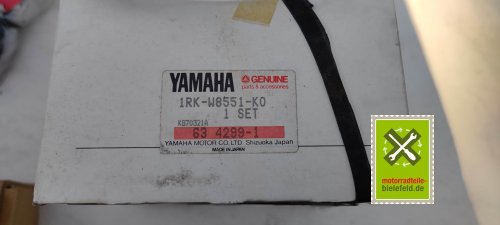 YAMAHA
GENUINE
parts & accessories
1RK-W8551-K0
1 SET
KB70321A
63 4299-1
YAMAHA MOTOR CO.LTD Shizuoka Japan
MADE IN JAPAN
motorradteile-
bielefeld.de